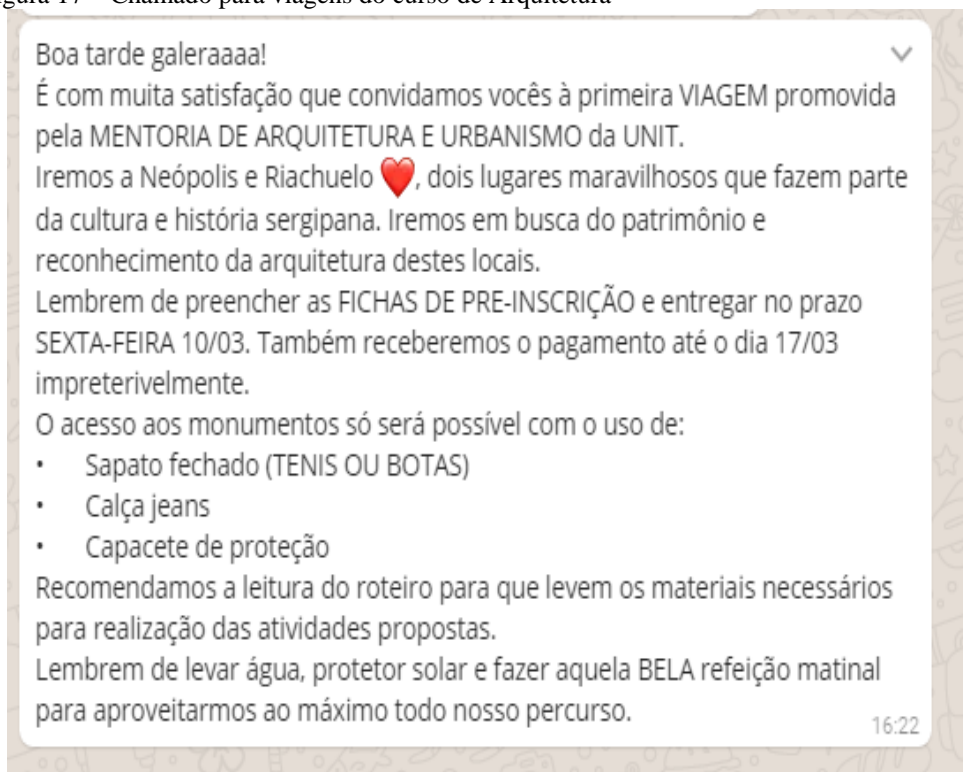 Boa tarde galeraaaa!
É com muita satisfação que convidamos vocês à primeira VIAGEM promovida
pela MENTORIA DE ARQUITETURA E URBANISMO da UNIT.
Iremos a Neópolis e Riachuelo ❤️, dois lugares maravilhosos que fazem parte
da cultura e história sergipana. Iremos em busca do patrimônio e
reconhecimento da arquitetura destes locais.
Lembrem de preencher as FICHAS DE PRE-INSCRIÇÃO e entregar no prazo
SEXTA-FEIRA 10/03. Também receberemos o pagamento até o dia 17/03
impreterivelmente.
O acesso aos monumentos só será possível com o uso de:
• Sapato fechado (TENIS OU BOTAS)
• Calça jeans
• Capacete de proteção
Recomendamos a leitura do roteiro para que levem os materiais necessários
para realização das atividades propostas.
Lembrem de levar água, protetor solar e fazer aquela BELA refeição matinal
para aproveitarmos ao máximo todo nosso percurso.
16:22